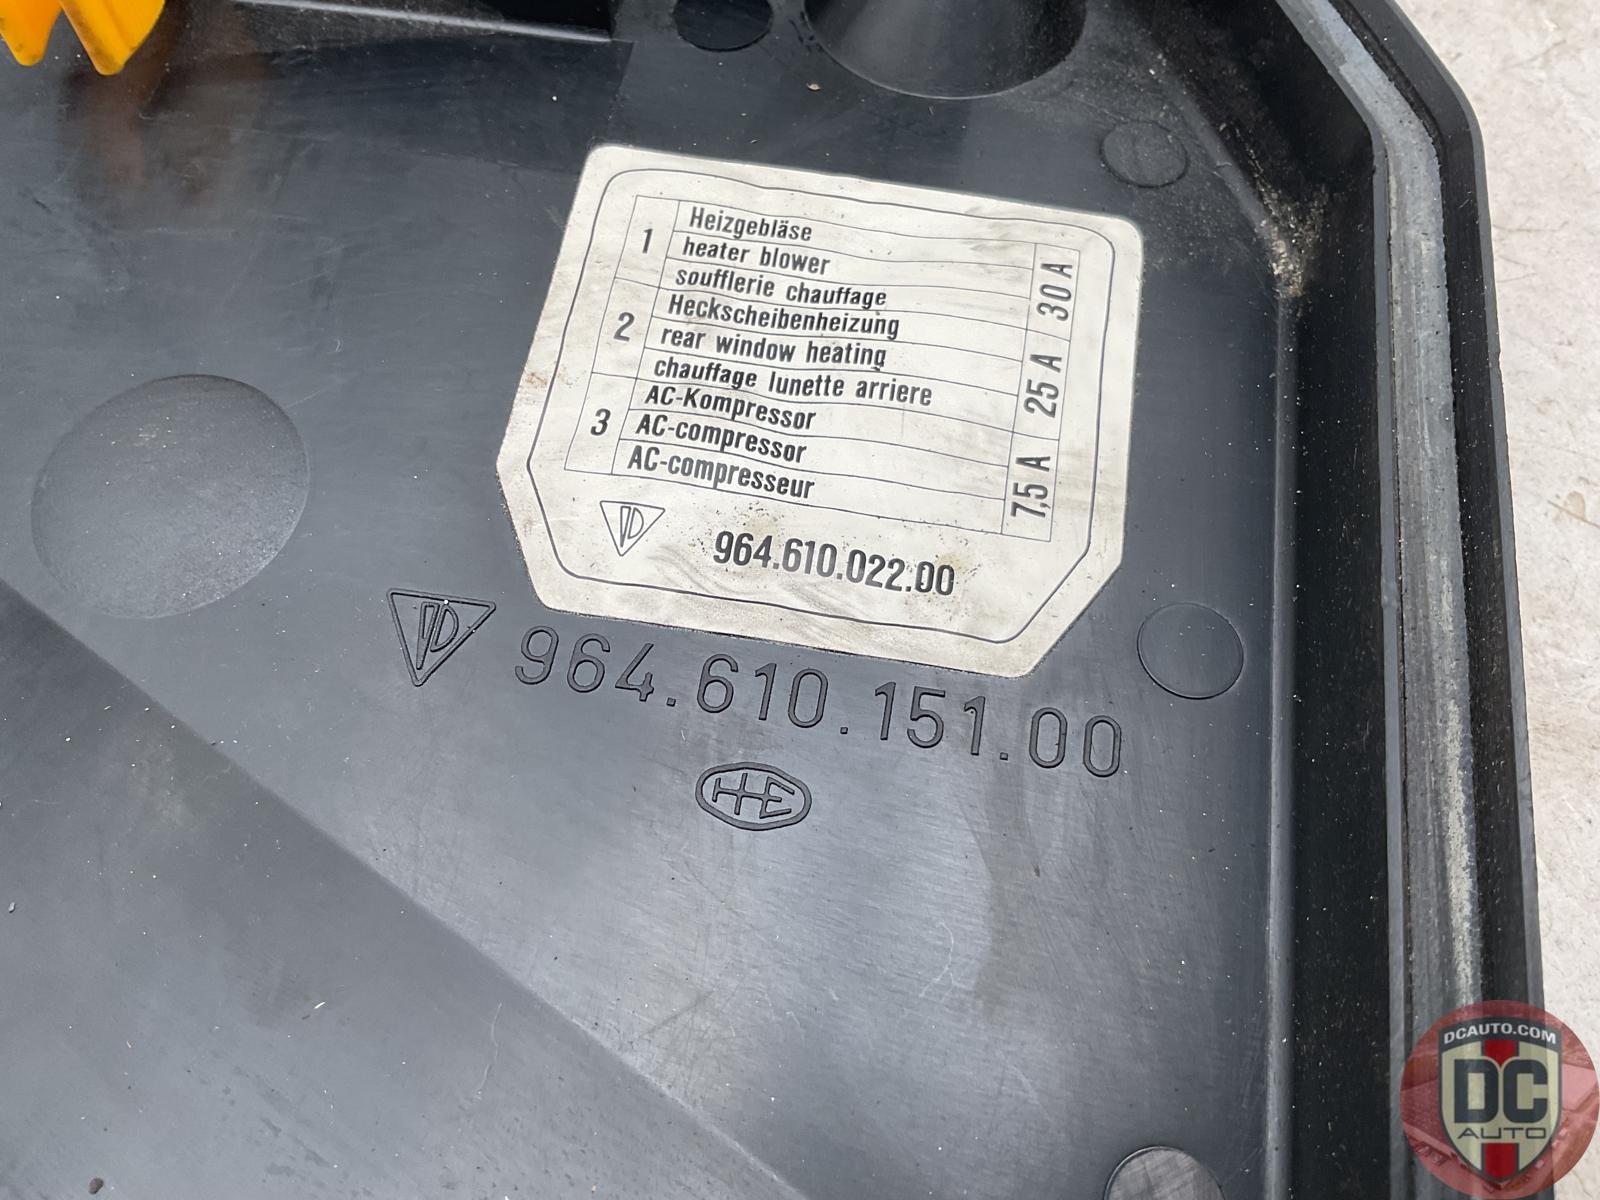 1
Heizgebläse
heater blower
soufflerie chauffage
30 A
2
Heckscheibenheizung
rear window heating
chauffage lunette arriere
25 A
3
AC-Kompressor
AC-compressor
AC-compresseur
7,5 A
964.610.022.00
964.610.151.00
DCAUTO.COM
DC
AUTO